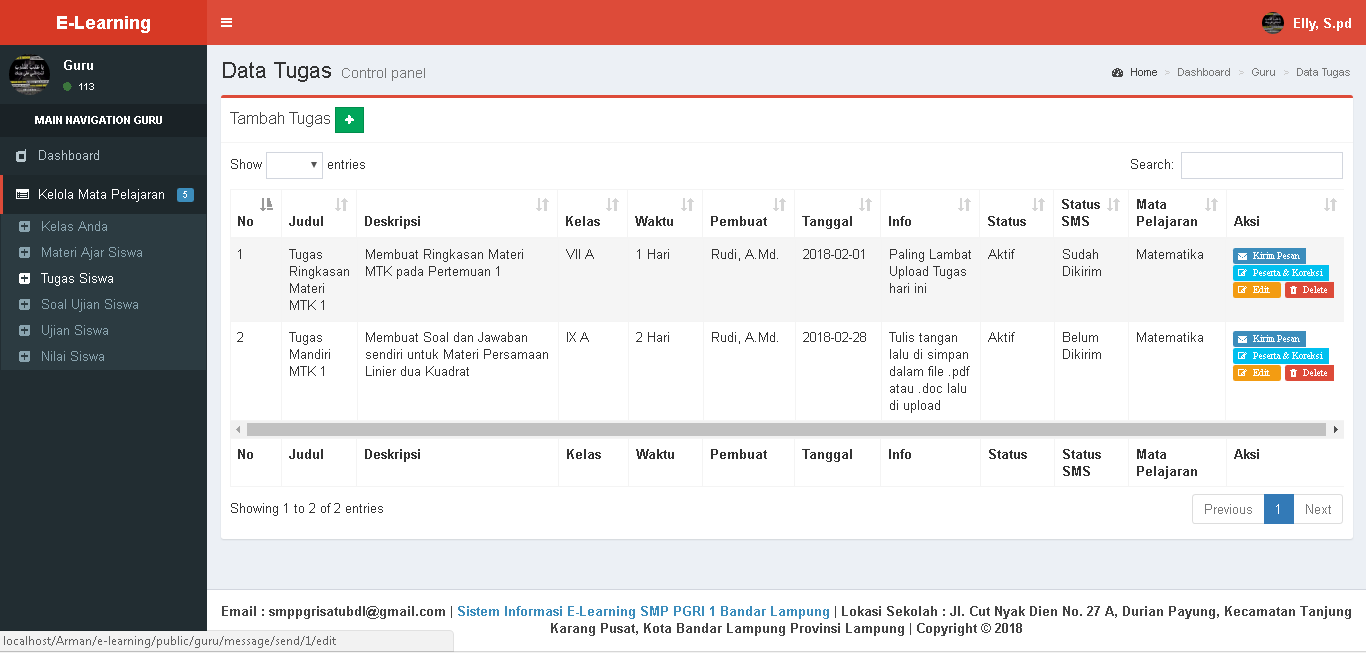 E-Learning
Elly, S.pd
Guru
113
MAIN NAVIGATION GURU
Dashboard
Kelola Mata Pelajaran 5
Kelas Anda
Materi Ajar Siswa
Tugas Siswa
Soal Ujian Siswa
Ujian Siswa
Nilai Siswa
Data Tugas Control panel
Home > Dashboard > Guru > Data Tugas
Tambah Tugas
Show entries
Search:
No Judul Deskripsi Kelas Waktu Pembuat Tanggal Info Status Status SMS Mata Pelajaran Aksi
1 Tugas Ringkasan Materi MTK 1 Membuat Ringkasan Materi MTK pada Pertemuan 1 VII A 1 Hari Rudi, A.Md. 2018-02-01 Paling Lambat Upload Tugas hari ini Aktif Sudah Dikirim Matematika Kirim Pesan Peserta & Koreksi Edit Delete
2 Tugas Mandiri MTK 1 Membuat Soal dan Jawaban sendiri untuk Materi Persamaan Linier dua Kuadrat IX A 2 Hari Rudi, A.Md. 2018-02-28 Tulis tangan lalu di simpan dalam file .pdf atau .doc lalu di upload Aktif Belum Dikirim Matematika Kirim Pesan Peserta & Koreksi Edit Delete
No Judul Deskripsi Kelas Waktu Pembuat Tanggal Info Status Status SMS Mata Pelajaran Aksi
Showing 1 to 2 of 2 entries
Previous 1 Next
Email : smppgrisatubdl@gmail.com | Sistem Informasi E-Learning SMP PGRI 1 Bandar Lampung | Lokasi Sekolah : Jl. Cut Nyak Dien No. 27 A, Durian Payung, Kecamatan Tanjung
Karang Pusat, Kota Bandar Lampung Provinsi Lampung | Copyright © 2018
localhost/Arman/e-learning/public/guru/message/send/1/edit